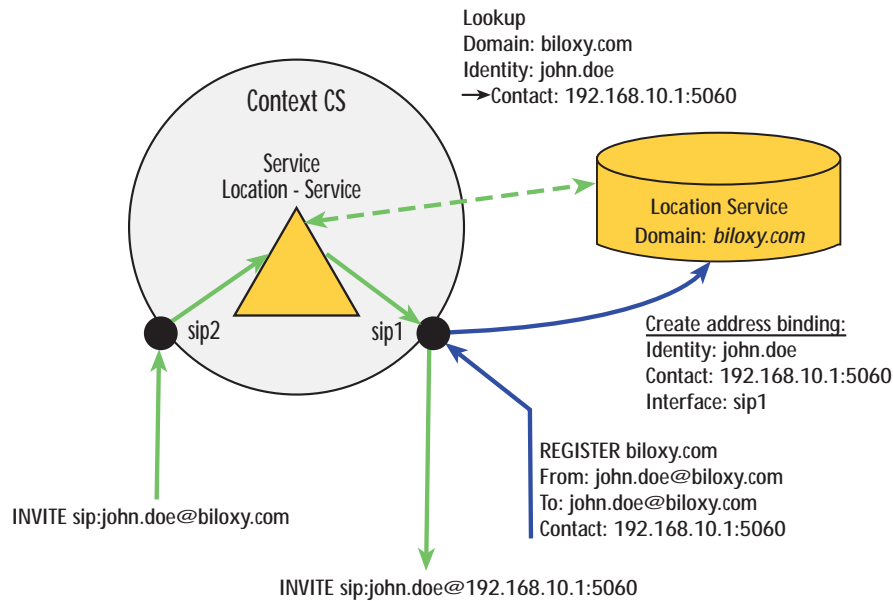 Lookup
Domain: biloxy.com
Identity: john.doe
Contact: 192.168.10.1:5060
Context CS
Service
Location - Service
Location Service
Domain: biloxy.com
sip2
sip1
Create address binding:
Identity: john.doe
Contact: 192.168.10.1:5060
Interface: sip1
REGISTER biloxy.com
From: john.doe@biloxy.com
To: john.doe@biloxy.com
Contact: 192.168.10.1:5060
INVITE sip:john.doe@biloxy.com
INVITE sip:john.doe@192.168.10.1:5060